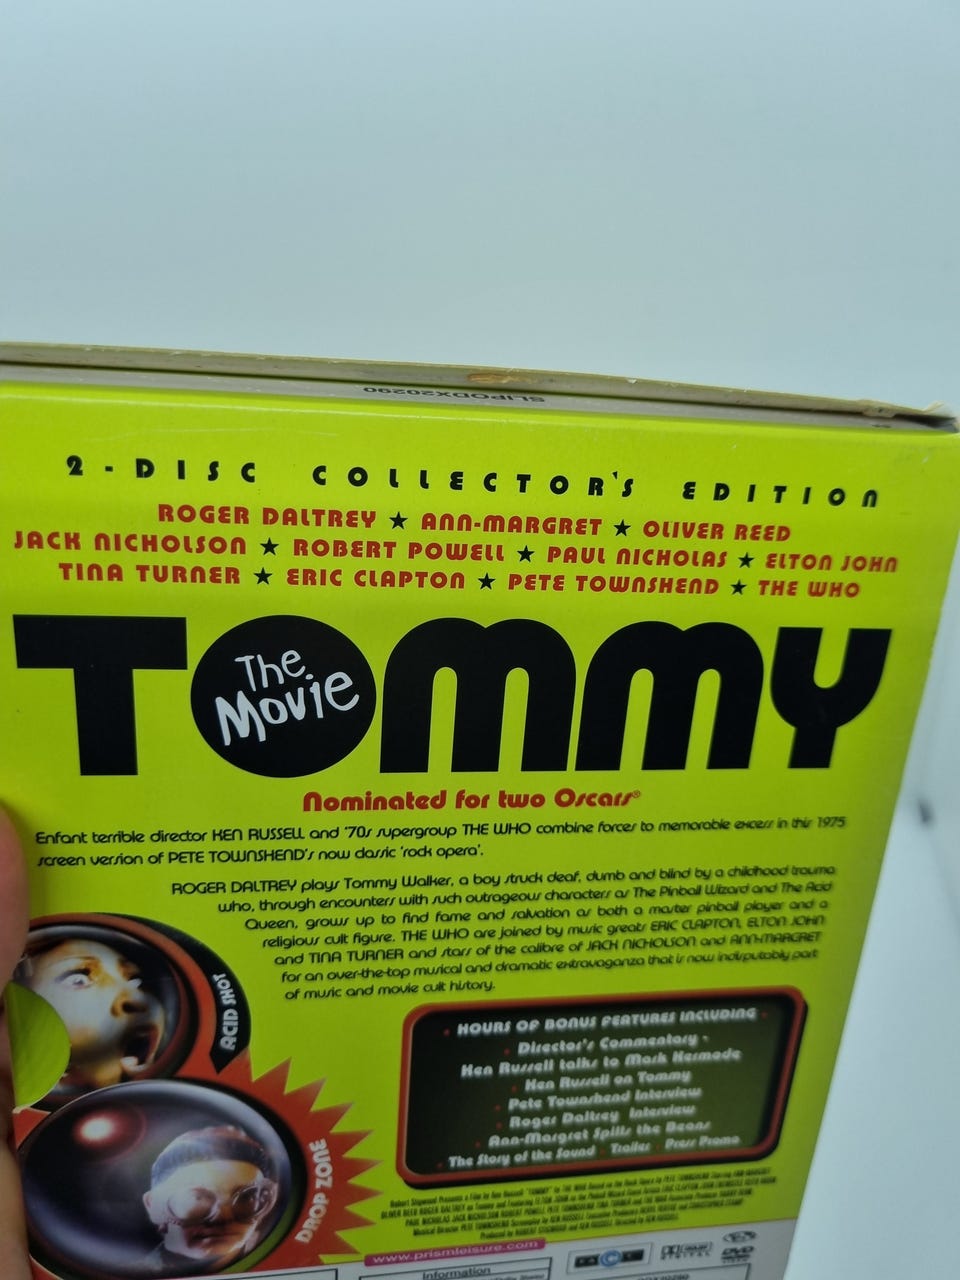 SLIPODX20290
2-DISC COLLECTOR'S EDITION
ROGER DALTREY ★ ANN-MARGRET ★ OLIVER REED
JACK NICHOLSON ★ ROBERT POWELL ★ PAUL NICHOLAS ★ ELTON JOHN
TINA TURNER ★ ERIC CLAPTON ★ PETE TOWNSHEND ★ THE WHO
TOMMY
The
Movie
Nominated for two Oscars®
Enfant terrible director KEN RUSSELL and '70s supergroup THE WHO combine forces to memorable excess in this 1975
screen version of PETE TOWNSHEND's now classic 'rock opera'.
ROGER DALTREY plays Tommy Walker, a boy struck deaf, dumb and blind by a childhood trauma
who, through encounters with such outrageous characters as The Pinball Wizard and The Acid
Queen, grows up to find fame and salvation as both a master pinball player and a
religious cult figure. THE WHO are joined by music greats ERIC CLAPTON, ELTON JOHN
and TINA TURNER and stars of the calibre of JACK NICHOLSON and ANN-MARGRET
for an over-the-top musical and dramatic extravaganza that is now indisputably part
of music and movie cult history.
ACID SHOT
DROP ZONE
• HOURS OF BONUS FEATURES INCLUDING •
Director's Commentary •
Ken Russell talks to Mark Kermode
• Ken Russell on Tommy
• Pete Townshend Interview
• Roger Daltrey Interview
• Ann-Margret Spills the Beans
• The Story of the Sound • Trailer • Press Promo
www.prismleisure.com
Information
DOLBY
DIGITAL
DVD